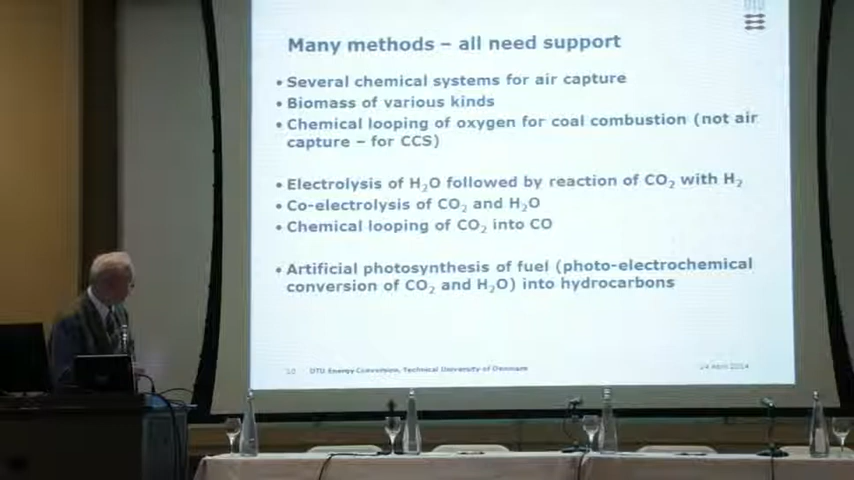 DTU
Many methods – all need support
• Several chemical systems for air capture
• Biomass of various kinds
• Chemical looping of oxygen for coal combustion (not air
capture – for CCS)
• Electrolysis of H₂O followed by reaction of CO₂ with H₂
• Co-electrolysis of CO₂ and H₂O
• Chemical looping of CO₂ into CO
• Artificial photosynthesis of fuel (photo-electrochemical
conversion of CO₂ and H₂O) into hydrocarbons
10 DTU Energy Conversion, Technical University of Denmark 24 April 2014